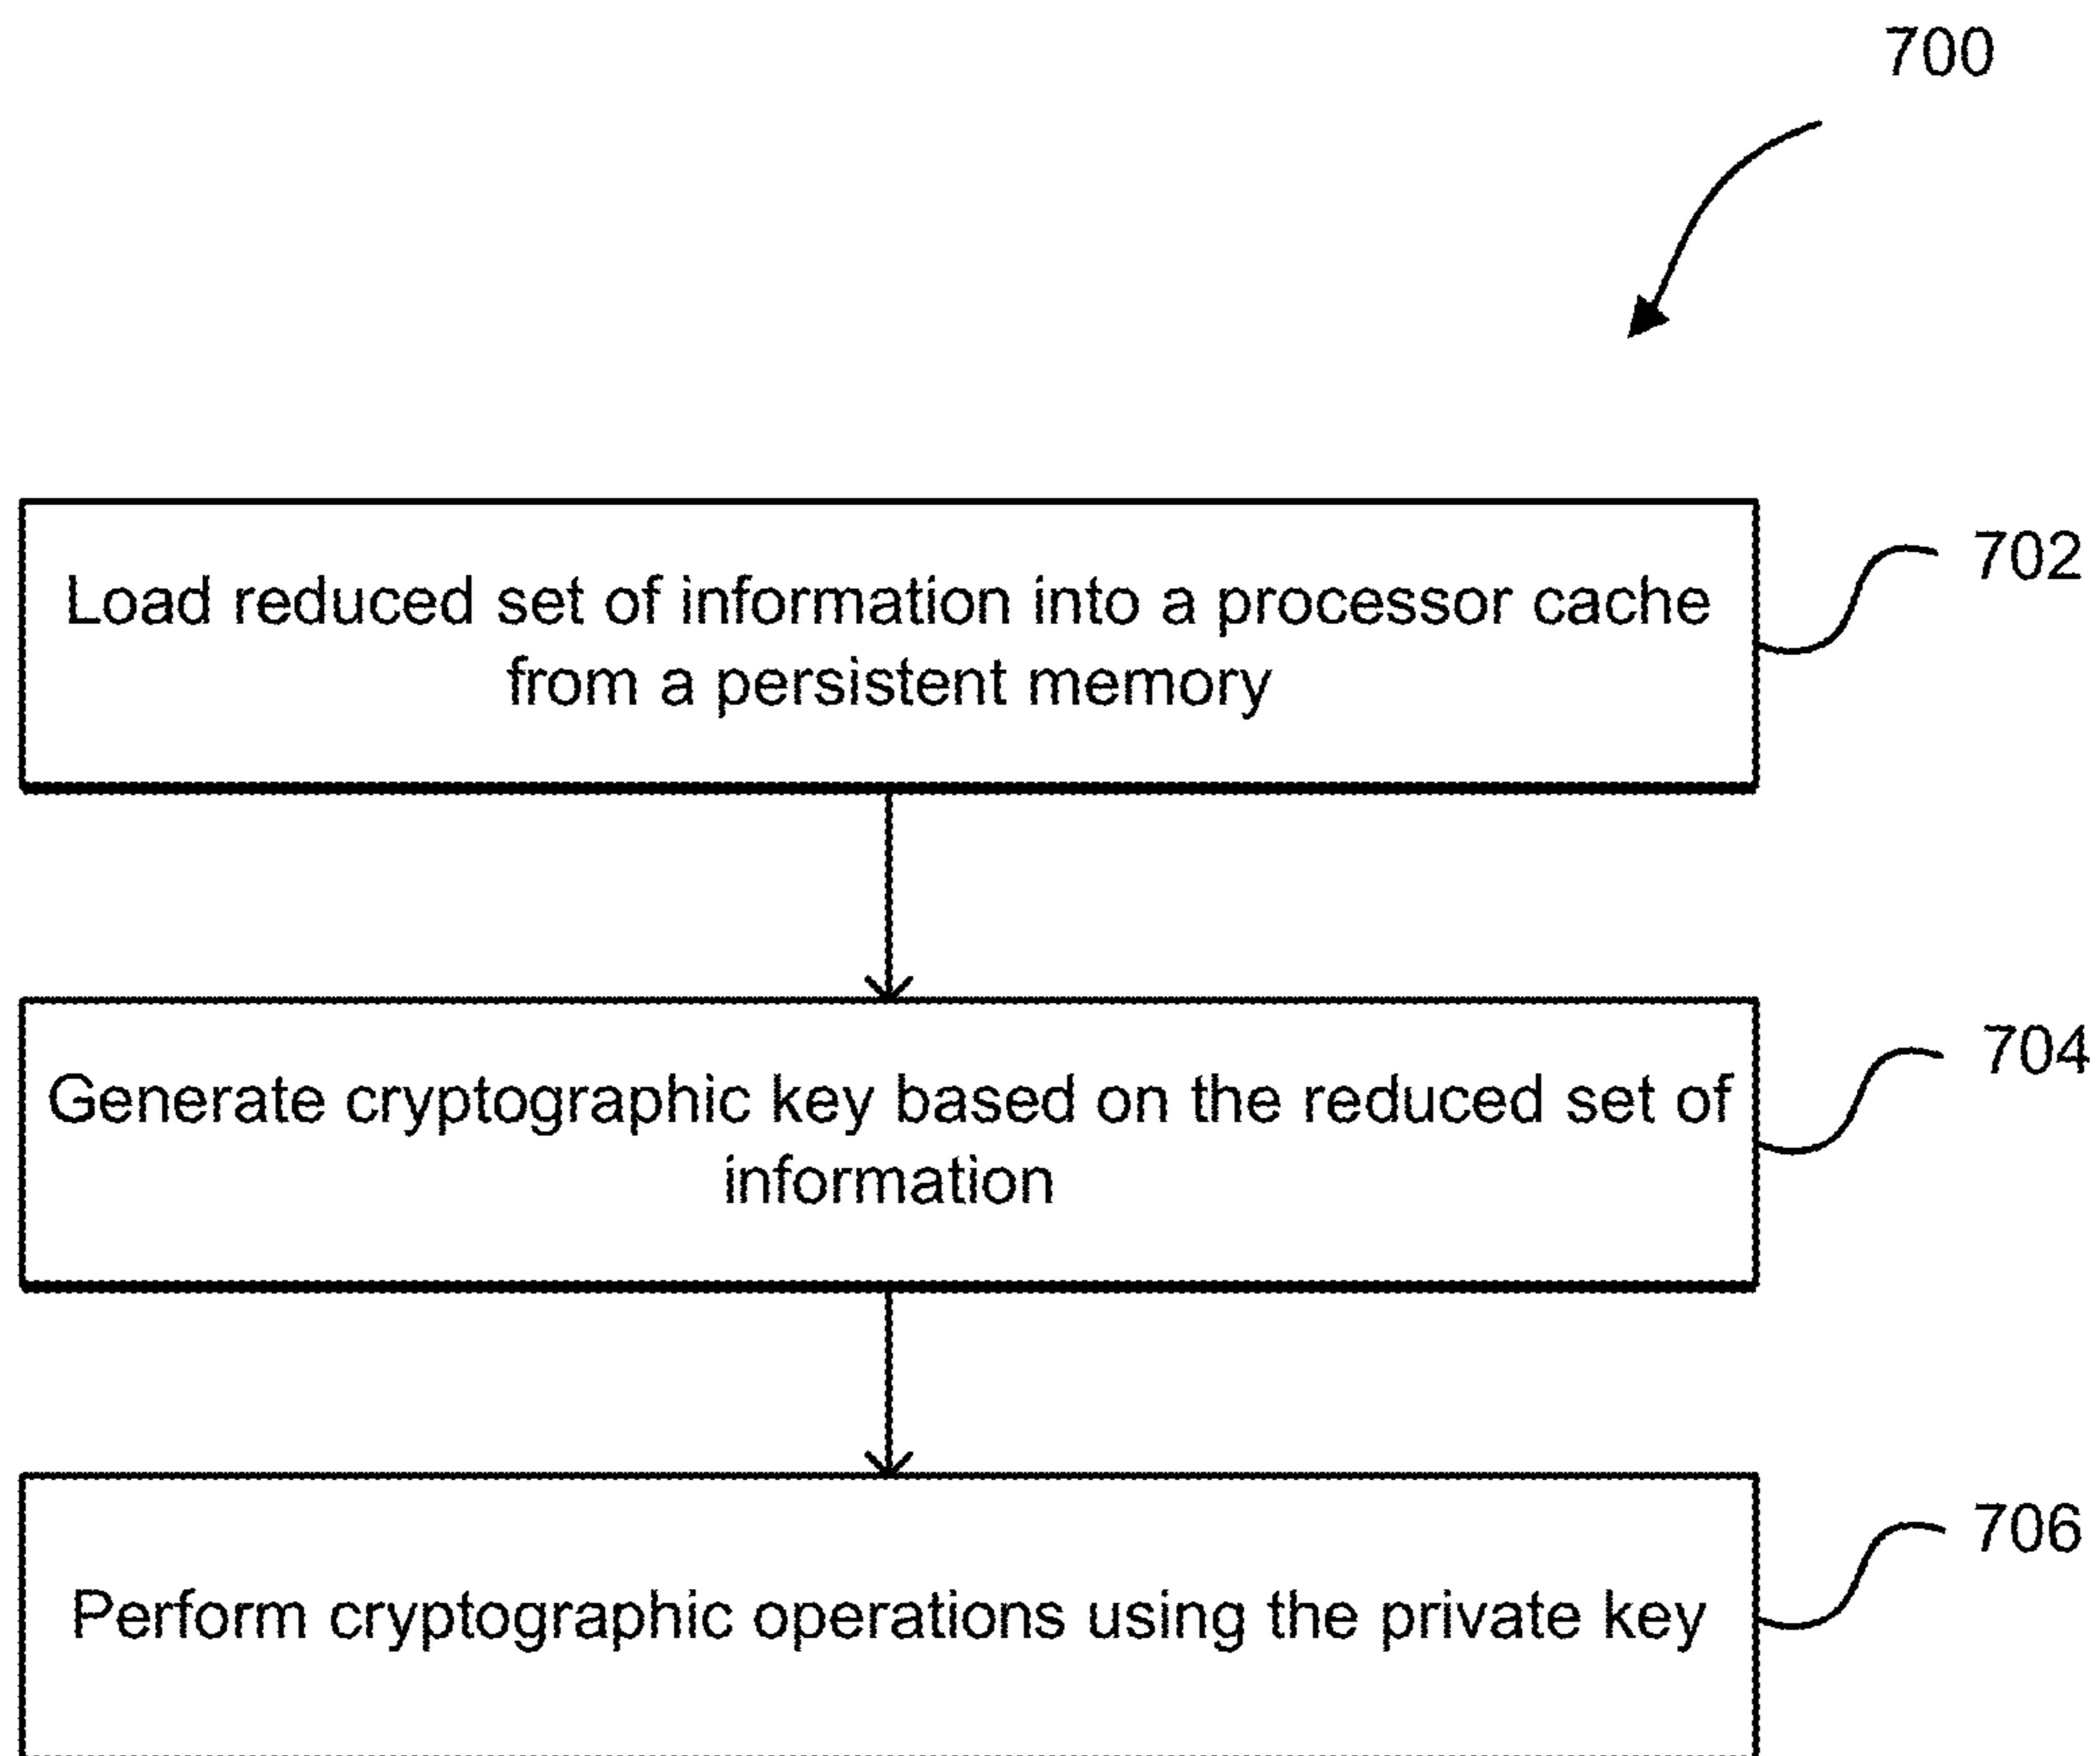 700
Load reduced set of information into a processor cache
from a persistent memory
702
Generate cryptographic key based on the reduced set of
information
704
Perform cryptographic operations using the private key
706